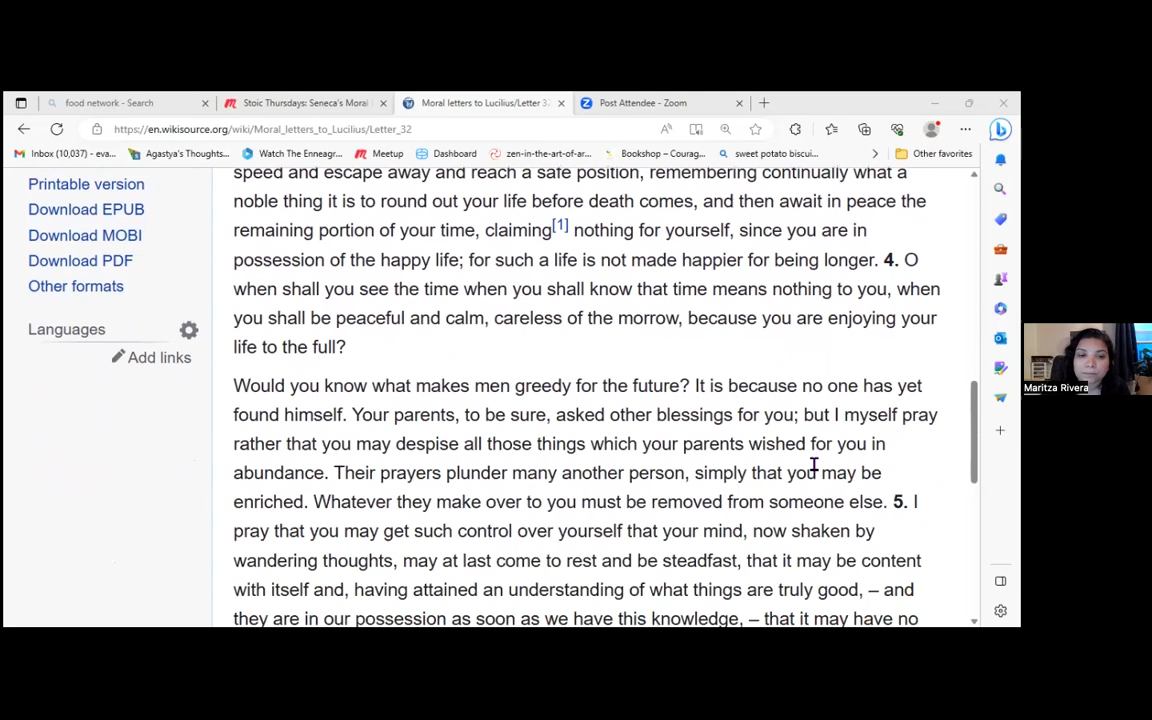 food network - Search
Stoic Thursdays: Seneca's Moral
Moral letters to Lucilius/Letter 32
Post Attendee - Zoom
https://en.wikisource.org/wiki/Moral_letters_to_Lucilius/Letter_32
Inbox (10,037) - eva...
Agastya's Thoughts...
Watch The Enneagr...
Meetup
Dashboard
zen-in-the-art-of-ar...
Bookshop – Courag...
sweet potato biscui...
Other favorites
Printable version
Download EPUB
Download MOBI
Download PDF
Other formats
Languages
Add links
speed and escape away and reach a safe position, remembering continually what a
noble thing it is to round out your life before death comes, and then await in peace the
remaining portion of your time, claiming[1] nothing for yourself, since you are in
possession of the happy life; for such a life is not made happier for being longer. 4. O
when shall you see the time when you shall know that time means nothing to you, when
you shall be peaceful and calm, careless of the morrow, because you are enjoying your
life to the full?
Would you know what makes men greedy for the future? It is because no one has yet
found himself. Your parents, to be sure, asked other blessings for you; but I myself pray
rather that you may despise all those things which your parents wished for you in
abundance. Their prayers plunder many another person, simply that you may be
enriched. Whatever they make over to you must be removed from someone else. 5. I
pray that you may get such control over yourself that your mind, now shaken by
wandering thoughts, may at last come to rest and be steadfast, that it may be content
with itself and, having attained an understanding of what things are truly good, – and
they are in our possession as soon as we have this knowledge, – that it may have no
Maritza Rivera